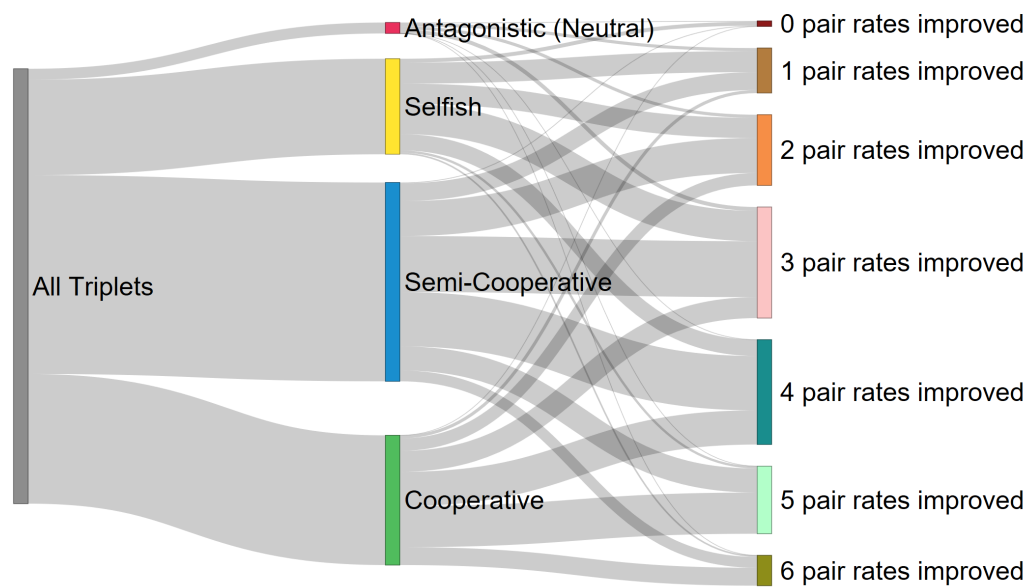 All Triplets
Antagonistic (Neutral)
Selfish
Semi-Cooperative
Cooperative
0 pair rates improved
1 pair rates improved
2 pair rates improved
3 pair rates improved
4 pair rates improved
5 pair rates improved
6 pair rates improved